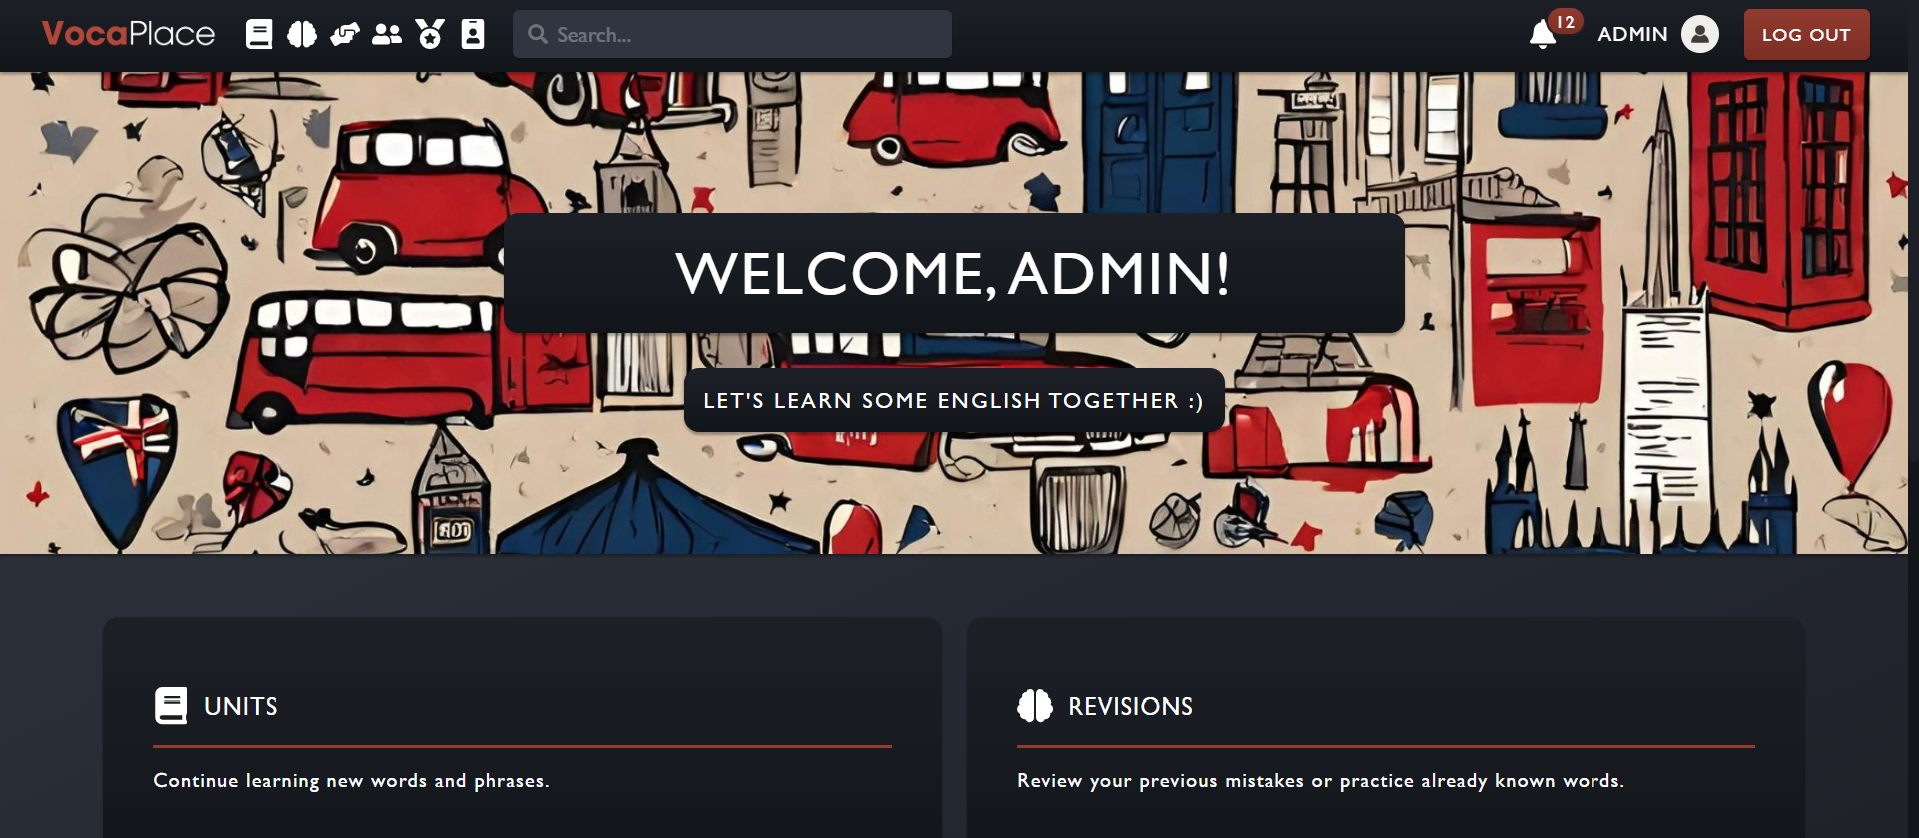 VocaPlace
Search...
12
ADMIN
LOG OUT
WELCOME, ADMIN!
LET'S LEARN SOME ENGLISH TOGETHER :)
UNITS
Continue learning new words and phrases.
REVISIONS
Review your previous mistakes or practice already known words.